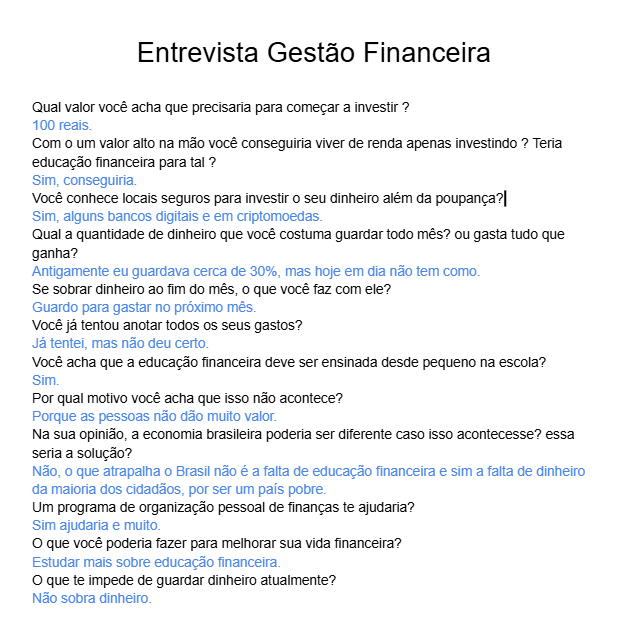 Entrevista Gestão Financeira
Qual valor você acha que precisaria para começar a investir ?
100 reais.
Com o um valor alto na mão você conseguiria viver de renda apenas investindo ? Teria
educação financeira para tal ?
Sim, conseguiria.
Você conhece locais seguros para investir o seu dinheiro além da poupança?
Sim, alguns bancos digitais e em criptomoedas.
Qual a quantidade de dinheiro que você costuma guardar todo mês? ou gasta tudo que
ganha?
Antigamente eu guardava cerca de 30%, mas hoje em dia não tem como.
Se sobrar dinheiro ao fim do mês, o que você faz com ele?
Guardo para gastar no próximo mês.
Você já tentou anotar todos os seus gastos?
Já tentei, mas não deu certo.
Você acha que a educação financeira deve ser ensinada desde pequeno na escola?
Sim.
Por qual motivo você acha que isso não acontece?
Porque as pessoas não dão muito valor.
Na sua opinião, a economia brasileira poderia ser diferente caso isso acontecesse? essa
seria a solução?
Não, o que atrapalha o Brasil não é a falta de educação financeira e sim a falta de dinheiro
da maioria dos cidadãos, por ser um país pobre.
Um programa de organização pessoal de finanças te ajudaria?
Sim ajudaria e muito.
O que você poderia fazer para melhorar sua vida financeira?
Estudar mais sobre educação financeira.
O que te impede de guardar dinheiro atualmente?
Não sobra dinheiro.